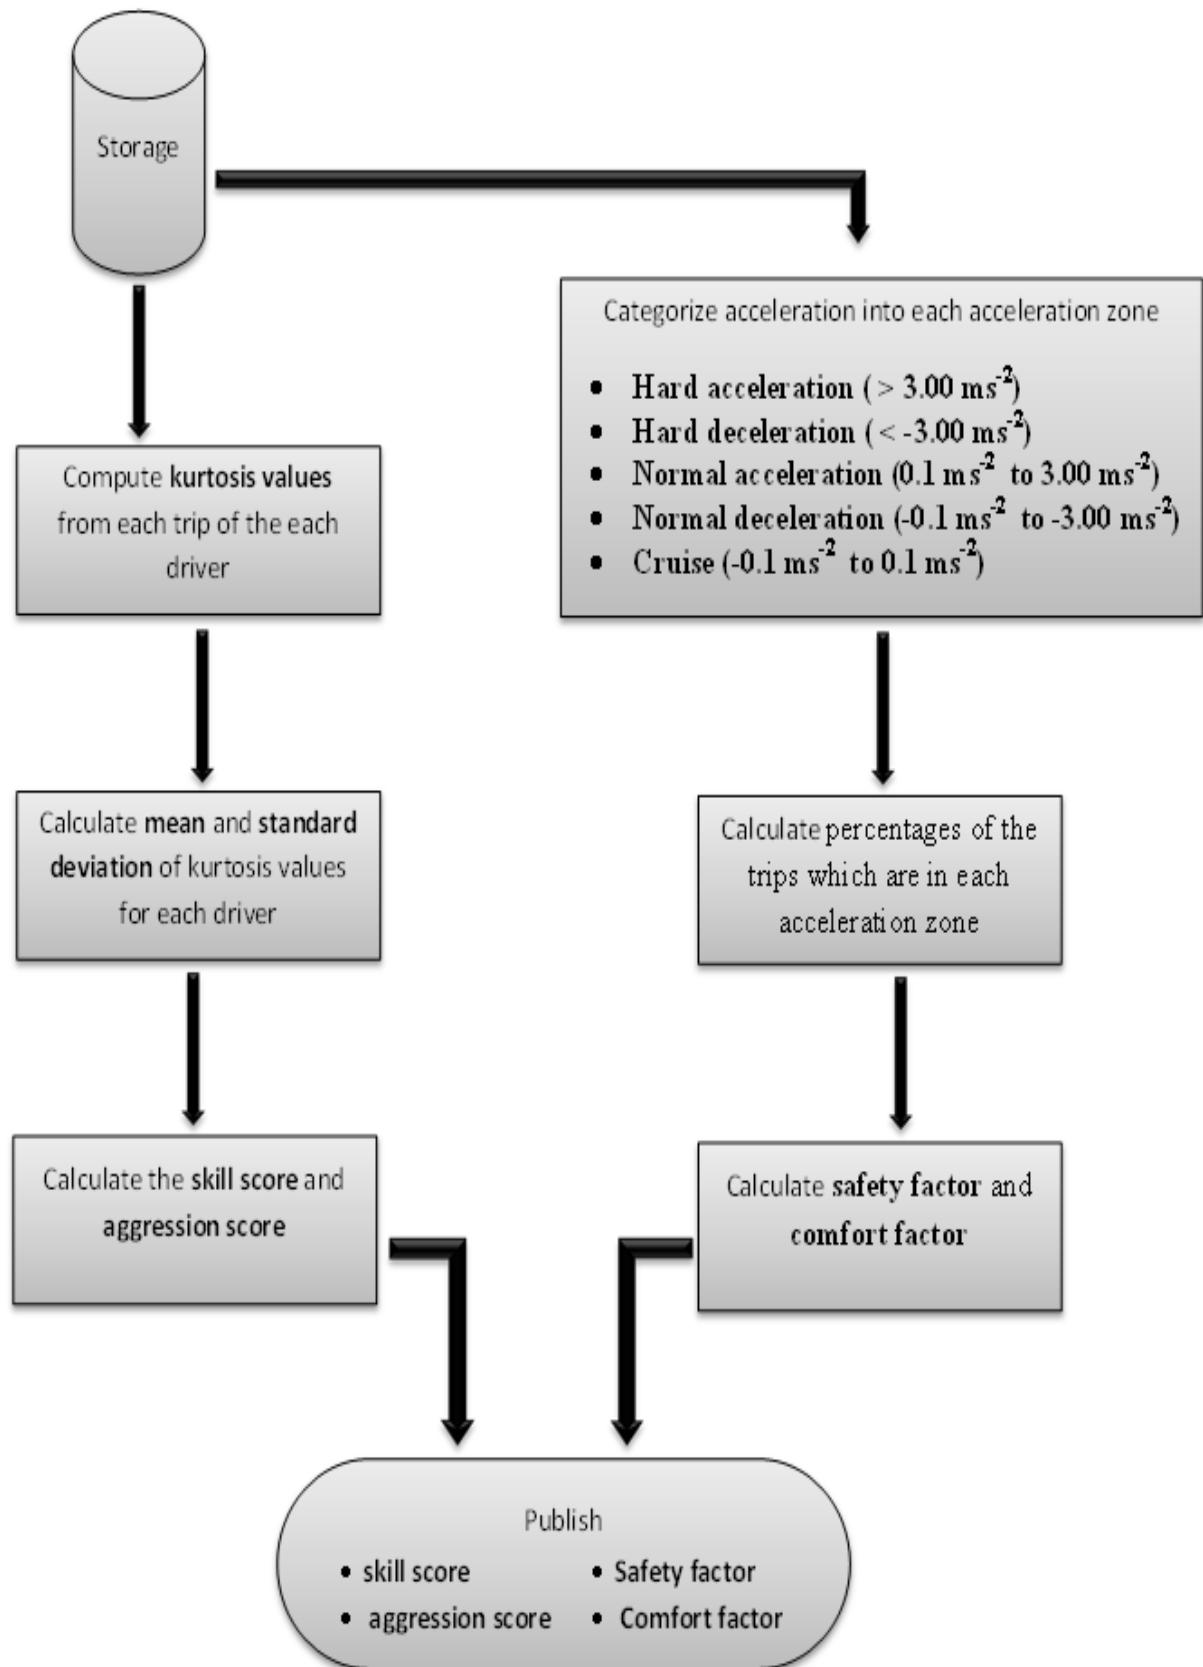 Storage
Categorize acceleration into each acceleration zone
• Hard acceleration ( > 3.00 ms⁻²)
• Hard deceleration ( < -3.00 ms⁻²)
• Normal acceleration (0.1 ms⁻² to 3.00 ms⁻²)
• Normal deceleration (-0.1 ms⁻² to -3.00 ms⁻²)
• Cruise (-0.1 ms⁻² to 0.1 ms⁻²)
Compute kurtosis values
from each trip of the each
driver
Calculate mean and standard
deviation of kurtosis values
for each driver
Calculate percentages of the
trips which are in each
acceleration zone
Calculate the skill score and
aggression score
Calculate safety factor and
comfort factor
Publish
• skill score
• aggression score
• Safety factor
• Comfort factor